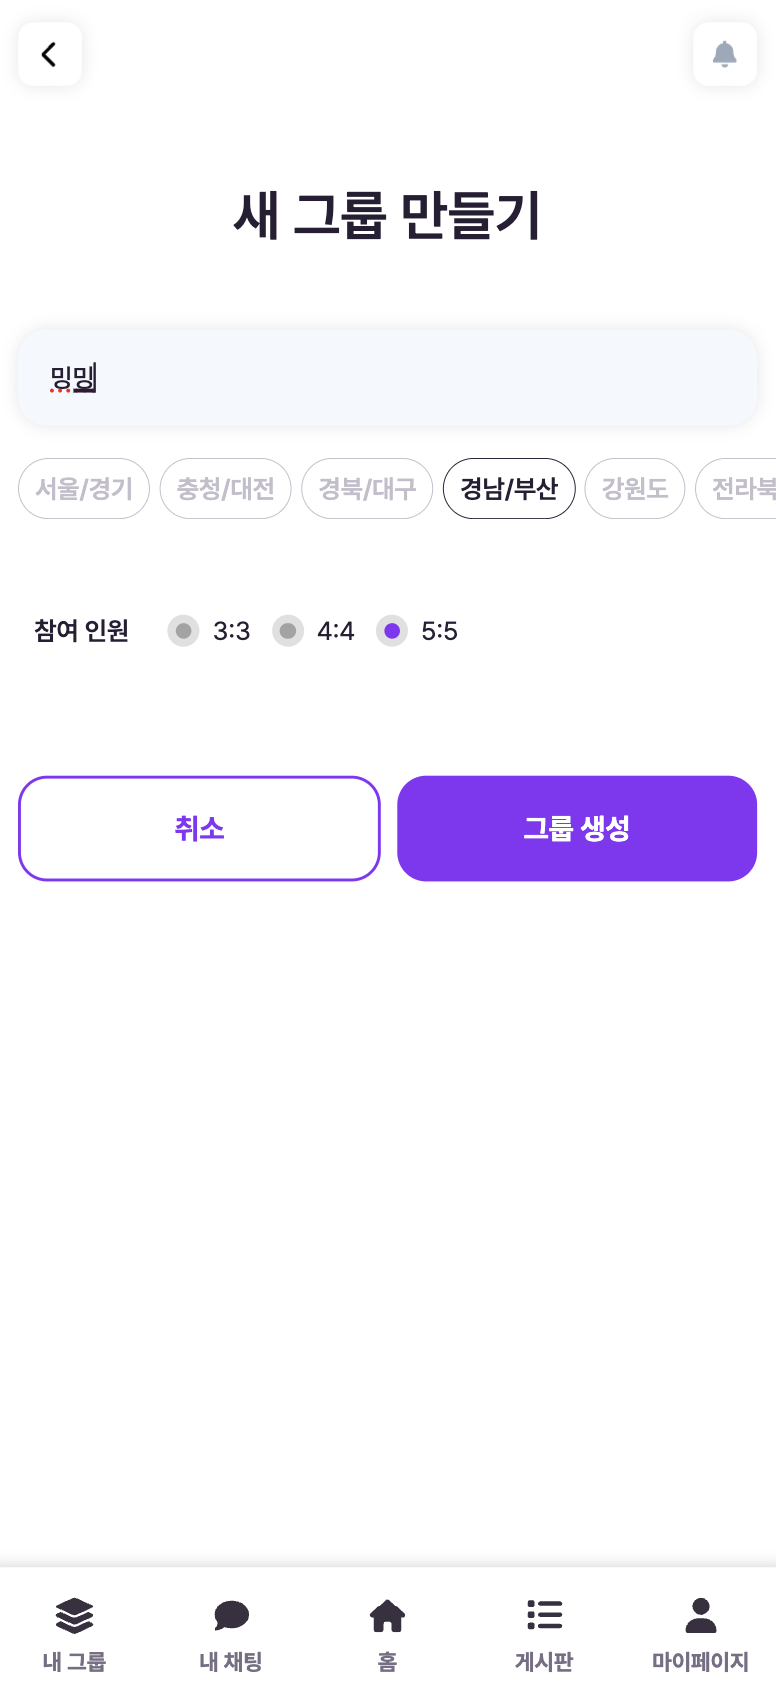 새 그룹 만들기
밍밍
서울/경기 충청/대전 경북/대구 경남/부산 강원도 전라북
참여 인원 3:3 4:4 5:5
취소 그룹 생성
내 그룹 내 채팅 홈 게시판 마이페이지